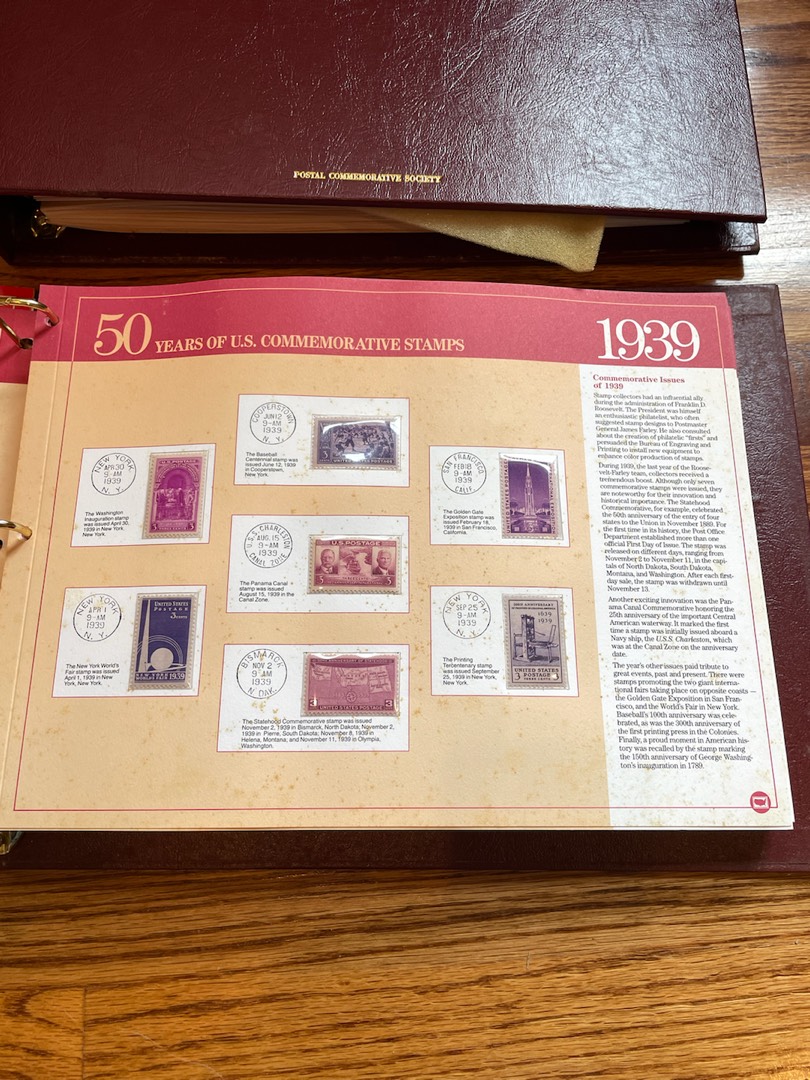 POSTAL COMMEMORATIVE SOCIETY
50 YEARS OF U.S. COMMEMORATIVE STAMPS
1939
COOPERSTOWN
JUN 12
9-AM
1939
N.Y.
The Baseball
Centennial stamp was
issued June 12, 1939
in Cooperstown,
New York.
NEW YORK
APR 30
9-AM
1939
N.Y.
The Washington
Inauguration stamp
was issued April 30,
1939 in New
York.
U.S. POSTAGE
SAN FRANCISCO
FEB 18
9-AM
1939
CALIF.
The Golden Gate
Exposition stamp was
issued February 18,
1939 in San Francisco,
California.
U.S.S. CHARLESTON
AUG. 15
9-AM
1939
CANAL ZONE
The Panama Canal
stamp was issued
August 15, 1939 in the
Canal Zone.
U.S. POSTAGE
NEW YORK
APR 1
9-AM
1939
N.Y.
The New York World's
Fair stamp was issued
April 1, 1939 in New
York, New York.
UNITED STATES
POSTAGE
3 CENTS
NEW YORK
WORLD'S FAIR 1939
NEW YORK
SEP 25
9-AM
1939
N.Y.
The Printing
Tercentenary stamp was
issued September
25, 1939 in New
York, New York.
1639
1939
UNITED STATES
3 POSTAGE
THREE CENTS
BISMARCK
NOV 2
9 AM
1939
N. DAK.
3 3
UNITED STATES POSTAGE
The Statehood Commemorative stamp was issued
November 2, 1939 in Bismarck, North Dakota; November 2,
1939 in Pierre, South Dakota; November 8, 1939 in
Helena, Montana; and November 11, 1939 in Olympia,
Washington.
Commemorative Issues
of 1939
Stamp collectors had an influential ally
during the administration of Franklin D.
Roosevelt. The President was himself
an enthusiastic philatelist, who often
suggested stamp designs to Postmaster
General James Farley. He also consulted
about the creation of philatelic "firsts" and
persuaded the Bureau of Engraving and
Printing to install new equipment to
enhance color production of stamps.
During 1939, the last year of the Roose-
velt-Farley team, collectors received a
tremendous boost. Although only seven
commemorative stamps were issued, they
are noteworthy for their innovation and
historical importance. The Statehood
Commemorative, for example, celebrated
the 50th anniversary of the entry of four
states to the Union in November 1889. For
the first time in its history, the Post Office
Department established more than one
official First Day of Issue. The stamp was
released on different days, ranging from
November 2 to November 11, in the capi-
tals of North Dakota, South Dakota,
Montana, and Washington. After each first-
day sale, the stamp was withdrawn until
November 13.
Another exciting innovation was the Pan-
ama Canal Commemorative honoring the
25th anniversary of the important Central
American waterway. It marked the first
time a stamp was initially issued aboard a
Navy ship, the U.S.S. Charleston, which
was at the Canal Zone on the anniversary
date.
The year's other issues paid tribute to
great events, past and present. There were
stamps promoting the two giant interna-
tional fairs taking place on opposite coasts —
the Golden Gate Exposition in San Fran-
cisco, and the World's Fair in New York.
Baseball's 100th anniversary was cele-
brated, as was the 300th anniversary of
the first printing press in the Colonies.
Finally, a proud moment in American his-
tory was recalled by the stamp marking
the 150th anniversary of George Washing-
ton's inauguration in 1789.